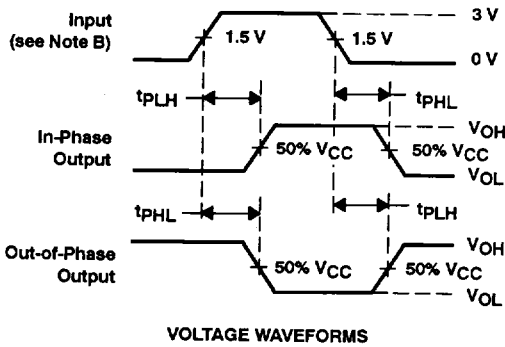 Input
(see Note B)
1.5 V
1.5 V
3 V
0 V
tPLH
tPHL
In-Phase
Output
50% VCC
50% VCC
VOH
VOL
tPHL
tPLH
Out-of-Phase
Output
50% VCC
50% VCC
VOH
VOL
VOLTAGE WAVEFORMS